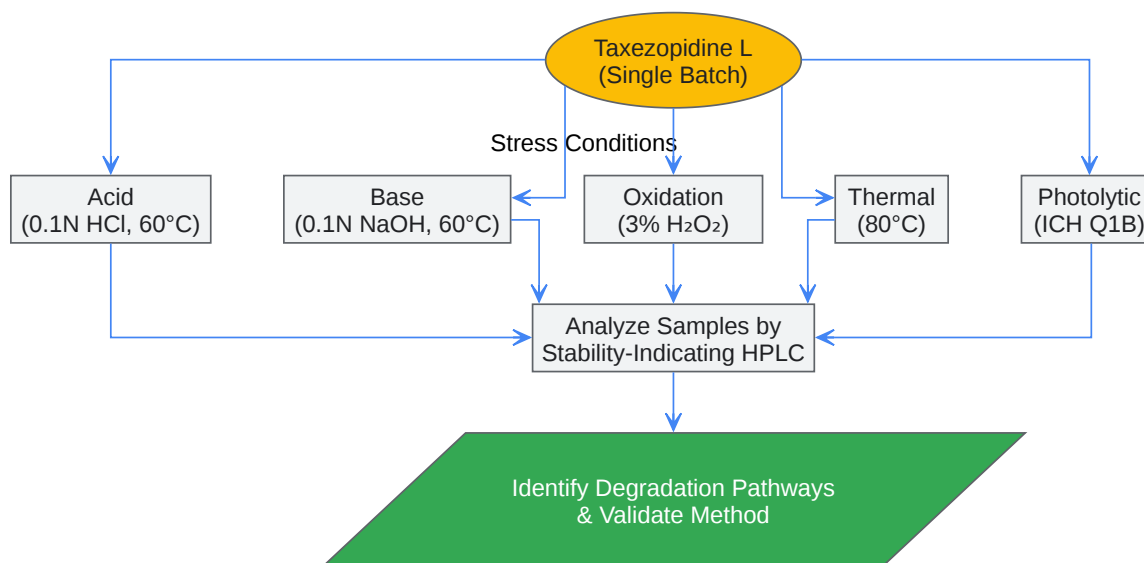 Taxezopidine L
(Single Batch)
Stress Conditions
Acid
(0.1N HCl, 60°C)
Base
(0.1N NaOH, 60°C)
Oxidation
(3% H₂O₂)
Thermal
(80°C)
Photolytic
(ICH Q1B)
Analyze Samples by
Stability-Indicating HPLC
Identify Degradation Pathways
& Validate Method